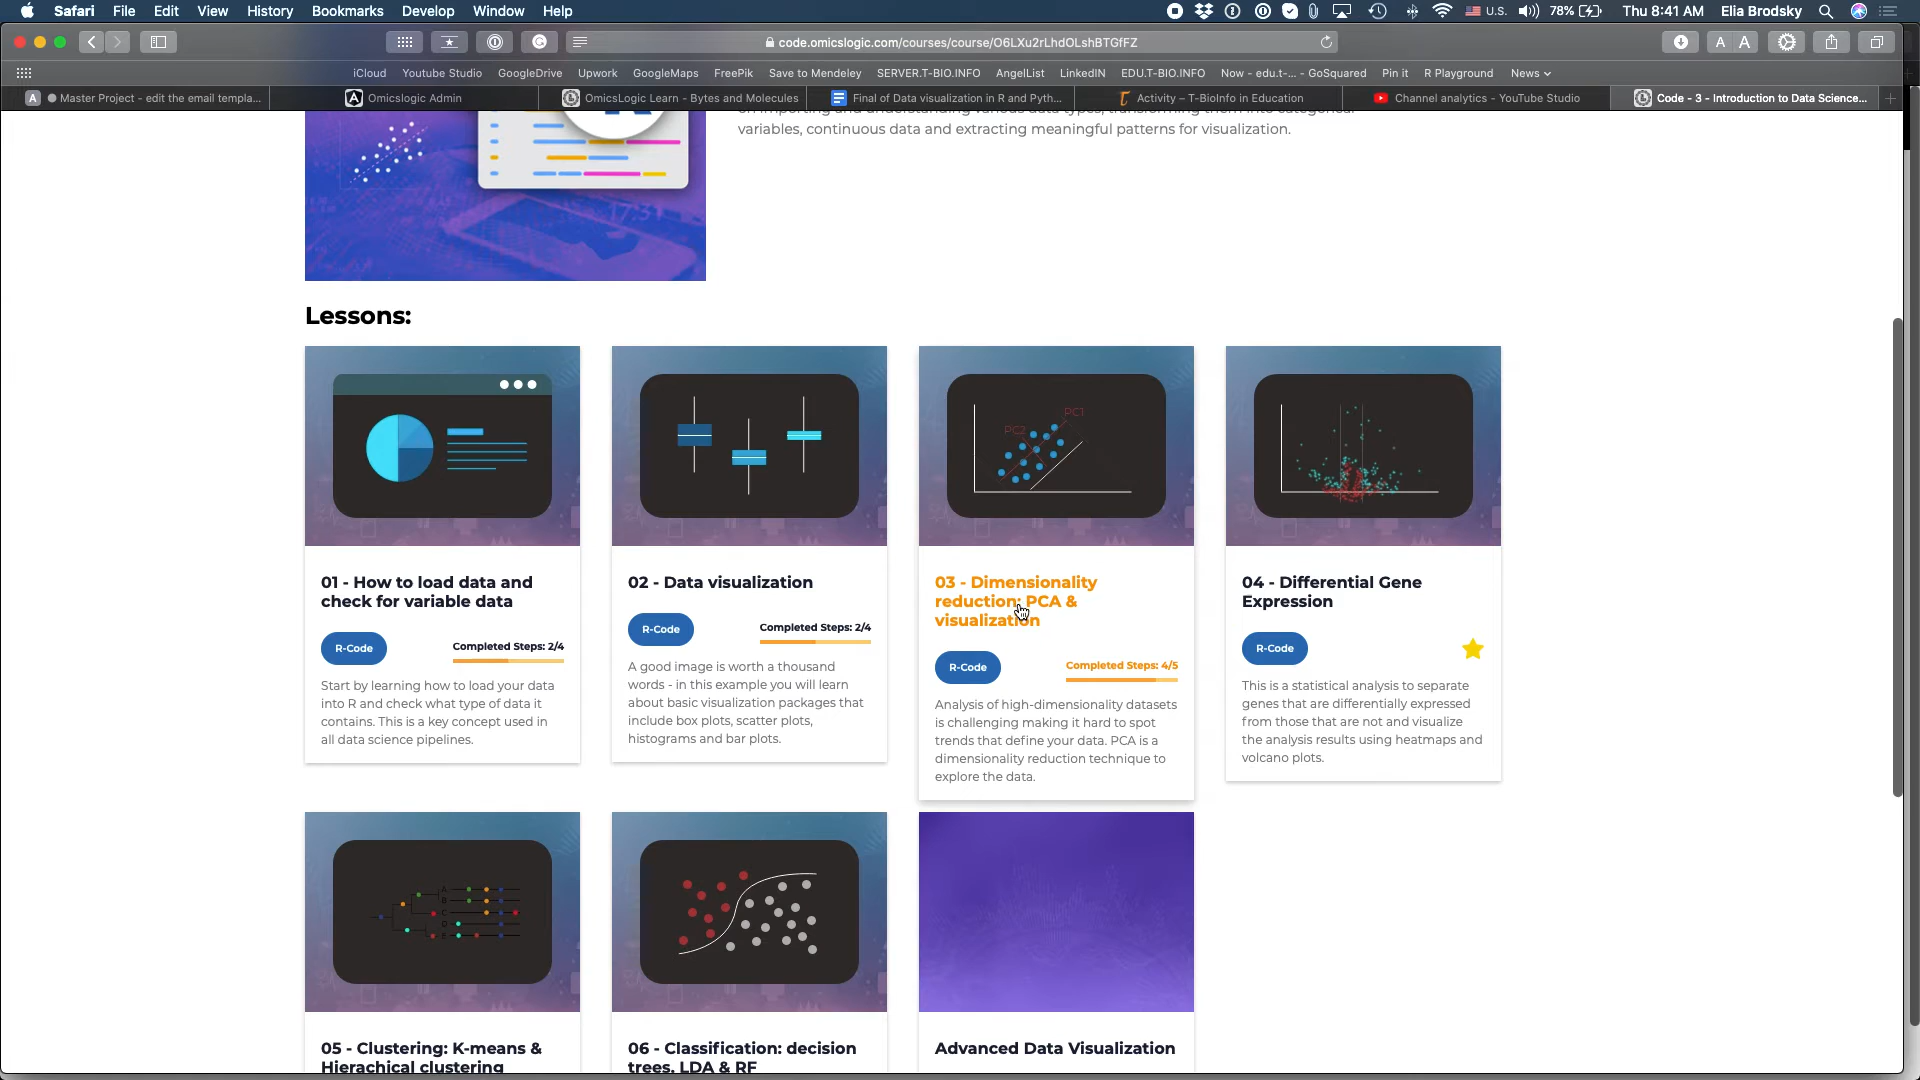 Safari File Edit View History Bookmarks Develop Window Help U.S. 78% Thu 8:41 AM Elia Brodsky
code.omicslogic.com/courses/course/O6LXu2rLhdOLshBTGfFZ A A
iCloud Youtube Studio GoogleDrive Upwork GoogleMaps FreePik Save to Mendeley SERVER.T-BIO.INFO AngelList LinkedIN EDU.T-BIO.INFO Now - edu.t-... - GoSquared Pin it R Playground News
Master Project - edit the email templa... Omicslogic Admin OmicsLogic Learn - Bytes and Molecules Final of Data visualization in R and Pyth... Activity – T-BioInfo in Education Channel analytics - YouTube Studio Code - 3 - Introduction to Data Science...
on importing and understanding various data types, transforming them into categorical
variables, continuous data and extracting meaningful patterns for visualization.
Lessons:
01 - How to load data and
check for variable data
R-Code
Completed Steps: 2/4
Start by learning how to load your data
into R and check what type of data it
contains. This is a key concept used in
all data science pipelines.
02 - Data visualization
R-Code
Completed Steps: 2/4
A good image is worth a thousand
words - in this example you will learn
about basic visualization packages that
include box plots, scatter plots,
histograms and bar plots.
PC1
PC2
03 - Dimensionality
reduction: PCA &
visualization
R-Code
Completed Steps: 4/5
Analysis of high-dimensionality datasets
is challenging making it hard to spot
trends that define your data. PCA is a
dimensionality reduction technique to
explore the data.
04 - Differential Gene
Expression
R-Code
This is a statistical analysis to separate
genes that are differentially expressed
from those that are not and visualize
the analysis results using heatmaps and
volcano plots.
A
B
C
D
E
05 - Clustering: K-means &
Hierachical clustering
06 - Classification: decision
trees, LDA & RF
Advanced Data Visualization